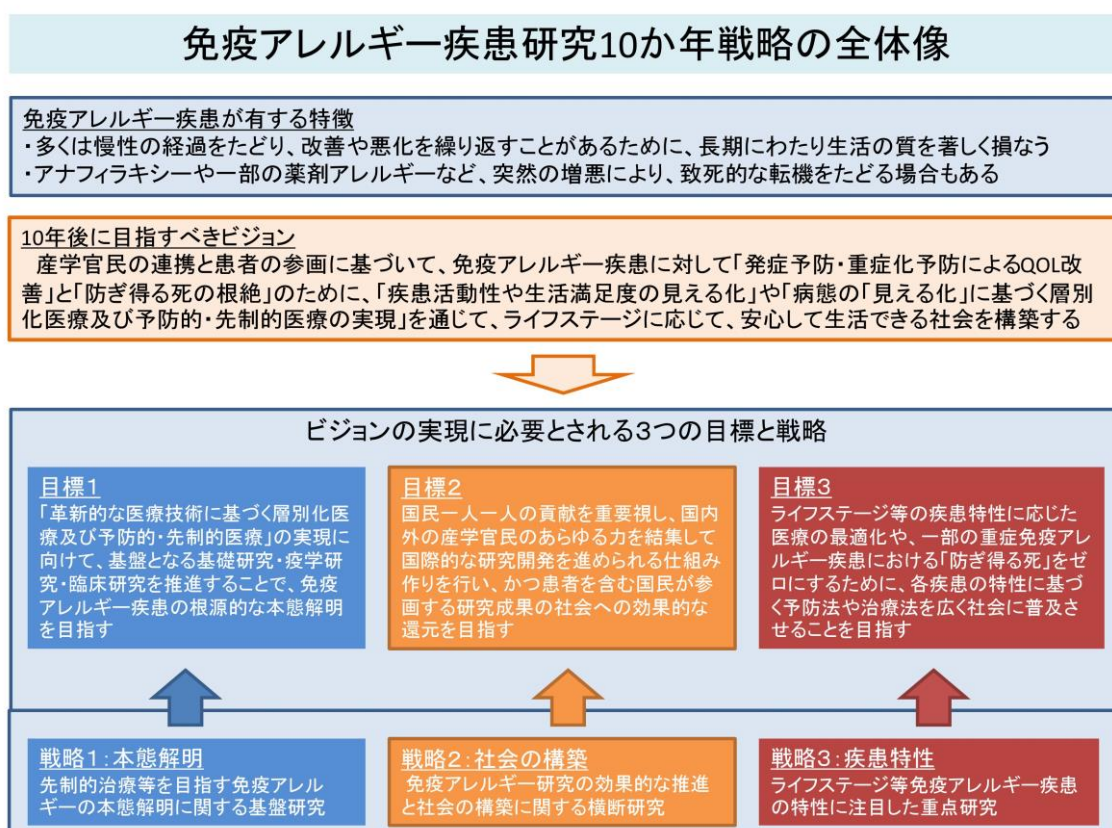 免疫アレルギー疾患研究10か年戦略の全体像
免疫アレルギー疾患が有する特徴
・多くは慢性の経過をたどり、改善や悪化を繰り返すことがあるために、長期にわたり生活の質を著しく損なう
・アナフィラキシーや一部の薬剤アレルギーなど、突然の増悪により、致死的な転機をたどる場合もある
10年後に目指すべきビジョン
産学官民の連携と患者の参画に基づいて、免疫アレルギー疾患に対して「発症予防・重症化予防によるQOL改
善」と「防ぎ得る死の根絶」のために、「疾患活動性や生活満足度の見える化」や「病態の「見える化」に基づく層別
化医療及び予防的・先制的医療の実現」を通じて、ライフステージに応じて、安心して生活できる社会を構築する
ビジョンの実現に必要とされる3つの目標と戦略
目標1
「革新的な医療技術に基づく層別化医
療及び予防的・先制的医療」の実現に
向けて、基盤となる基礎研究・疫学研
究・臨床研究を推進することで、免疫
アレルギー疾患の根源的な本態解明
を目指す
目標2
国民一人一人の貢献を重要視し、国内
外の産学官民のあらゆる力を結集して
国際的な研究開発を進められる仕組み
作りを行い、かつ患者を含む国民が参
画する研究成果の社会への効果的な
還元を目指す
目標3
ライフステージ等の疾患特性に応じた
医療の最適化や、一部の重症免疫アレ
ルギー疾患における「防ぎ得る死」をゼ
ロにするために、各疾患の特性に基づ
く予防法や治療法を広く社会に普及さ
せることを目指す
戦略1:本態解明
先制的治療等を目指す免疫アレル
ギーの本態解明に関する基盤研究
戦略2:社会の構築
免疫アレルギー研究の効果的な推進
と社会の構築に関する横断研究
戦略3:疾患特性
ライフステージ等免疫アレルギー疾患
の特性に注目した重点研究